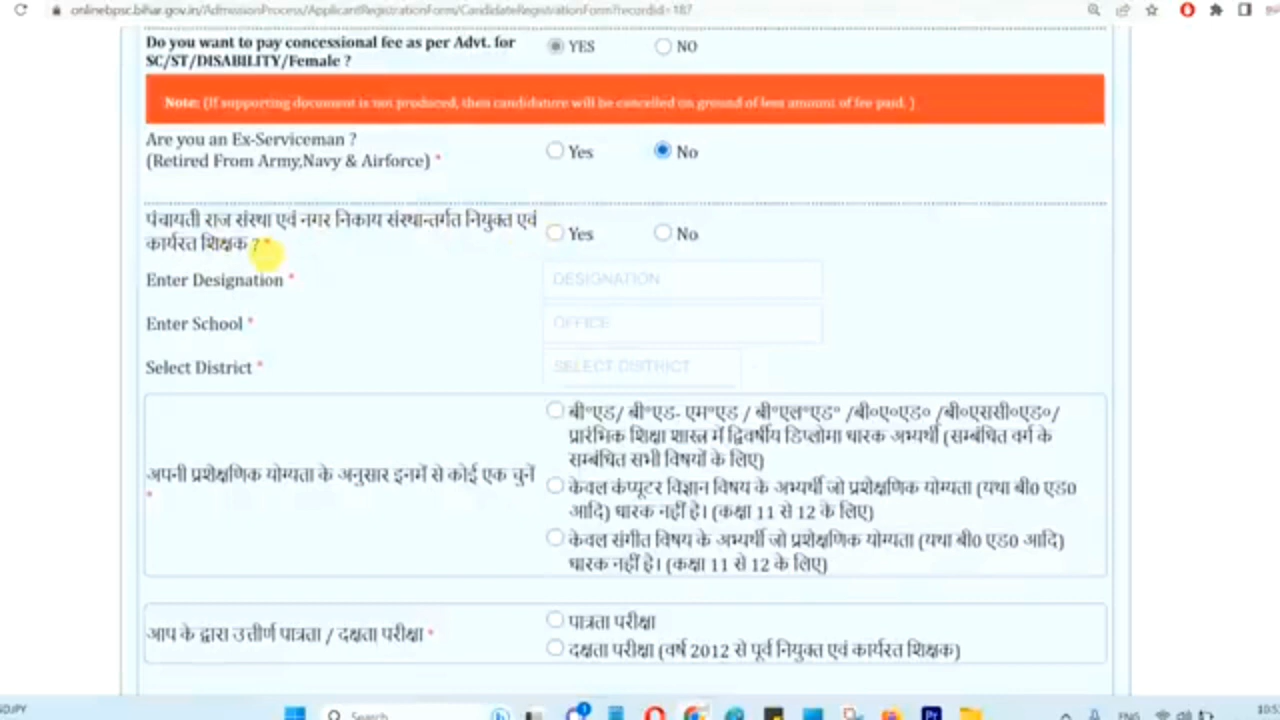 onlinebpsc.bihar.gov.in/AdmissionProcess/ApplicantRegistrationForm/CandidateRegistrationForm?recordid=187
Do you want to pay concessional fee as per Advt. for
SC/ST/DISABILITY/Female ?
YES
NO
Note: (If supporting document is not produced, then candidature will be cancelled on ground of less amount of fee paid. )
Are you an Ex-Serviceman ?
(Retired From Army,Navy & Airforce) *
Yes
No
पंचायती राज संस्था एवं नगर निकाय संस्थान्तर्गत नियुक्त एवं
कार्यरत शिक्षक ? *
Yes
No
Enter Designation *
DESIGNATION
Enter School *
OFFICE
Select District *
SELECT DISTRICT
अपनी प्रशैक्षणिक योग्यता के अनुसार इनमें से कोई एक चुनें
*
बी०एड/ बी०एड- एम०एड / बी०एल०एड० /बी०ए०एड० /बी०एससी०एड०/
प्रारंभिक शिक्षा शास्त्र में द्विवर्षीय डिप्लोमा धारक अभ्यर्थी (सम्बंधित वर्ग के
सम्बंधित सभी विषयों के लिए)
केवल कंप्यूटर विज्ञान विषय के अभ्यर्थी जो प्रशैक्षणिक योग्यता (यथा बी0 एड0
आदि) धारक नहीं है। (कक्षा 11 से 12 के लिए)
केवल संगीत विषय के अभ्यर्थी जो प्रशैक्षणिक योग्यता (यथा बी0 एड0 आदि)
धारक नहीं है। (कक्षा 11 से 12 के लिए)
आप के द्वारा उत्तीर्ण पात्रता / दक्षता परीक्षा *
पात्रता परीक्षा
दक्षता परीक्षा (वर्ष 2012 से पूर्व नियुक्त एवं कार्यरत शिक्षक)
Search
ENG